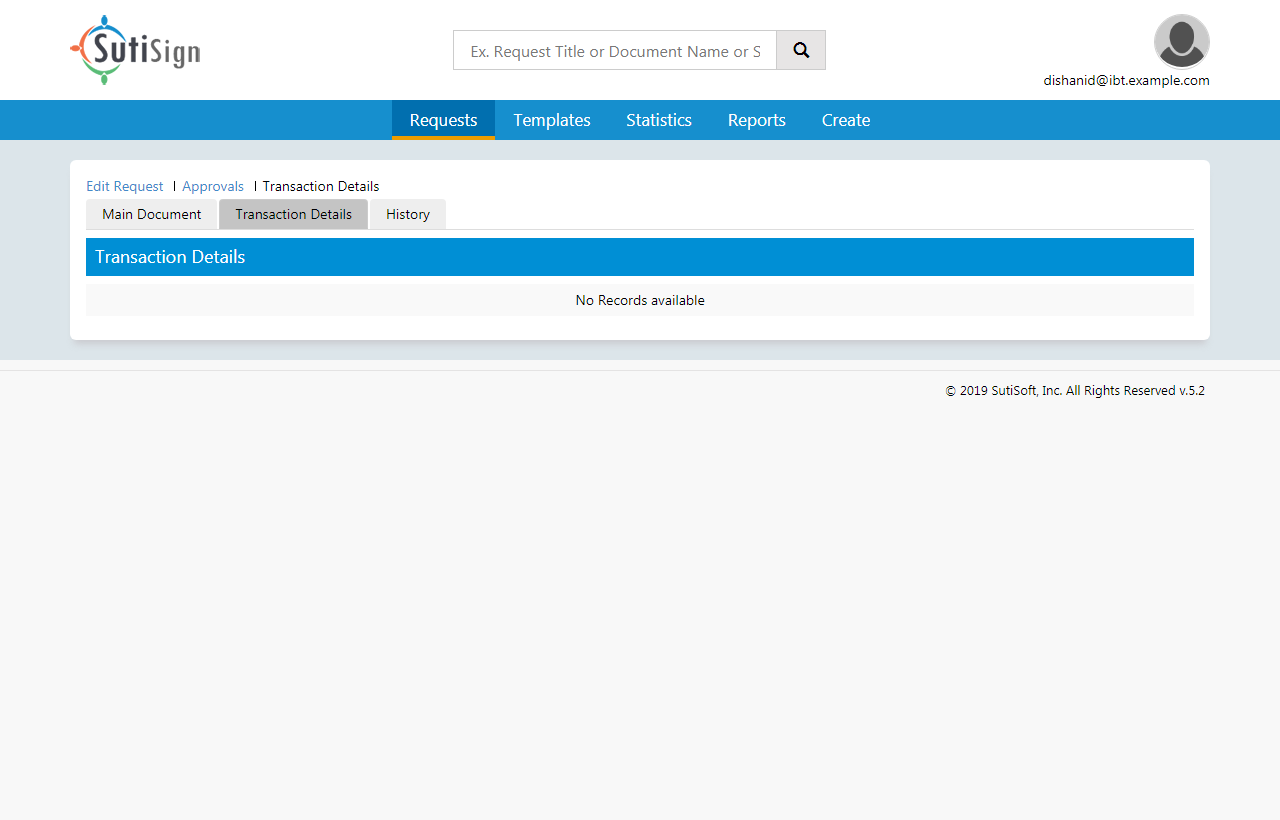 SutiSign
Ex. Request Title or Document Name or S
dishanid@ibt.example.com
Requests Templates Statistics Reports Create
Edit Request | Approvals | Transaction Details
Main Document Transaction Details History
Transaction Details
No Records available
© 2019 SutiSoft, Inc. All Rights Reserved v.5.2